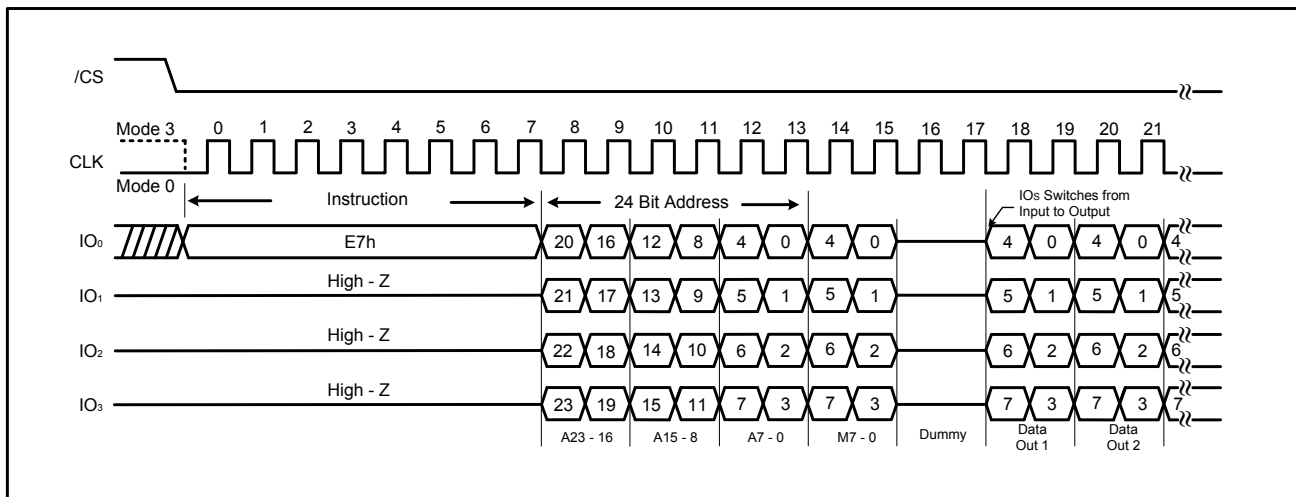 /CS
Mode 3 0 1 2 3 4 5 6 7 8 9 10 11 12 13 14 15 16 17 18 19 20 21
CLK
Mode 0
Instruction 24 Bit Address
IOs Switches from
Input to Output
IO₀ E7h 20 16 12 8 4 0 4 0 4 0 4 0 4
High - Z
IO₁ 21 17 13 9 5 1 5 1 5 1 5 1 5
High - Z
IO₂ 22 18 14 10 6 2 6 2 6 2 6 2 6
High - Z
IO₃ 23 19 15 11 7 3 7 3 7 3 7 3 7
A23 - 16 A15 - 8 A7 - 0 M7 - 0 Dummy Data Data
Out 1 Out 2